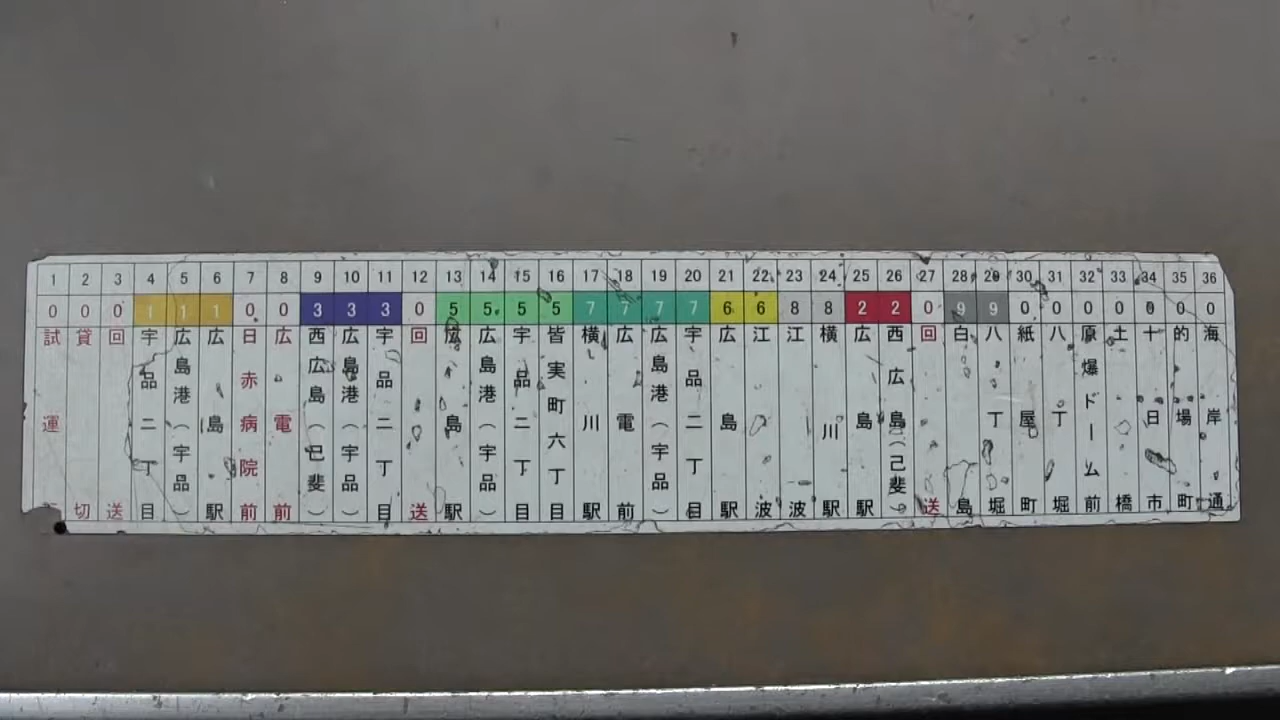 1 2 3 4 5 6 7 8 9 10 11 12 13 14 15 16 17 18 19 20 21 22 23 24 25 26 27 28 29 30 31 32 33 34 35 36
0 0 0 1 1 1 0 0 3 3 3 0 5 5 5 5 7 7 7 7 6 6 8 8 2 2 0 9 9 0 0 0 0 0 0 0
試運
貸切
回送
宇品二丁目
広島港(宇品)
広島駅
日赤病院前
広電前
西広島(己斐)
広島港(宇品)
宇品二丁目
回送
広島駅
広島港(宇品)
宇品二丁目
皆実町六丁目
横川駅
広電前
広島港(宇品)
宇品二丁目
広島駅
江波
江波
横川駅
広島駅
西広島(己斐)
回送
白島
八丁堀
紙屋町
八丁堀
原爆ドーム前
土橋
十日市
的場町
海岸通